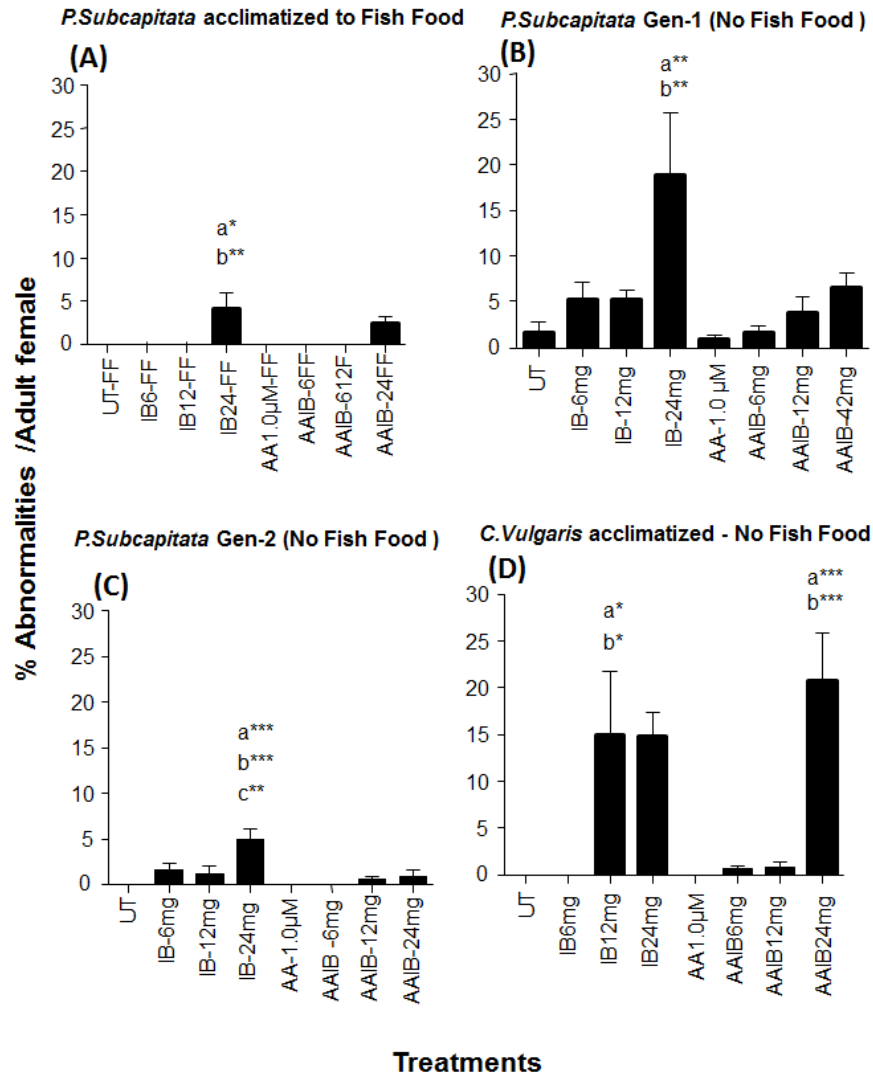 P.Subcapitata acclimatized to Fish Food
(A)
30
25
20
15
10
5
0
a*
b**
UT-FF
IB6-FF
IB12-FF
IB24-FF
AA1.0µM-FF
AAIB-6FF
AAIB-612F
AAIB-24FF
P.Subcapitata Gen-1 (No Fish Food )
(B)
30
25
20
15
10
5
0
a**
b**
UT
IB-6mg
IB-12mg
IB-24mg
AA-1.0 µM
AAIB-6mg
AAIB-12mg
AAIB-42mg
% Abnormalities /Adult female
P.Subcapitata Gen-2 (No Fish Food )
(C)
30
25
20
15
10
5
0
a***
b***
c**
UT
IB-6mg
IB-12mg
IB-24mg
AA-1.0µM
AAIB -6mg
AAIB-12mg
AAIB-24mg
C.Vulgaris acclimatized - No Fish Food
(D)
30
25
20
15
10
5
0
a*
b*
a***
b***
UT
IB6mg
IB12mg
IB24mg
AA1.0µM
AAIB6mg
AAIB12mg
AAIB24mg
Treatments